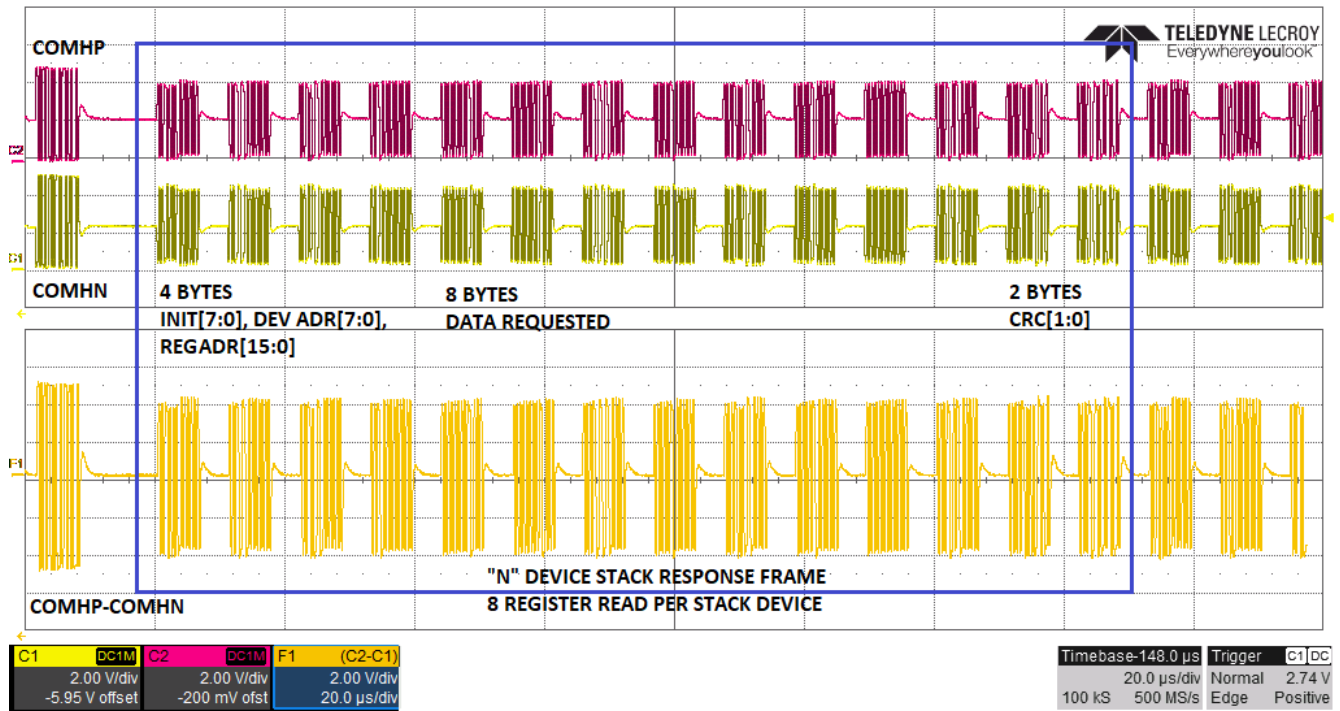 COMHP
TELEDYNE LECROY
Everywhereyoulook
C2
C1
COMHN
4 BYTES
INIT[7:0], DEV ADR[7:0],
REGADR[15:0]
8 BYTES
DATA REQUESTED
2 BYTES
CRC[1:0]
F1
"N" DEVICE STACK RESPONSE FRAME
8 REGISTER READ PER STACK DEVICE
COMHP-COMHN
C1 DC1M
2.00 V/div
-5.95 V offset
C2 DC1M
2.00 V/div
-200 mV ofst
F1 (C2-C1)
2.00 V/div
20.0 µs/div
Timebase -148.0 µs
20.0 µs/div
100 kS 500 MS/s
Trigger C1 DC
Normal 2.74 V
Edge Positive